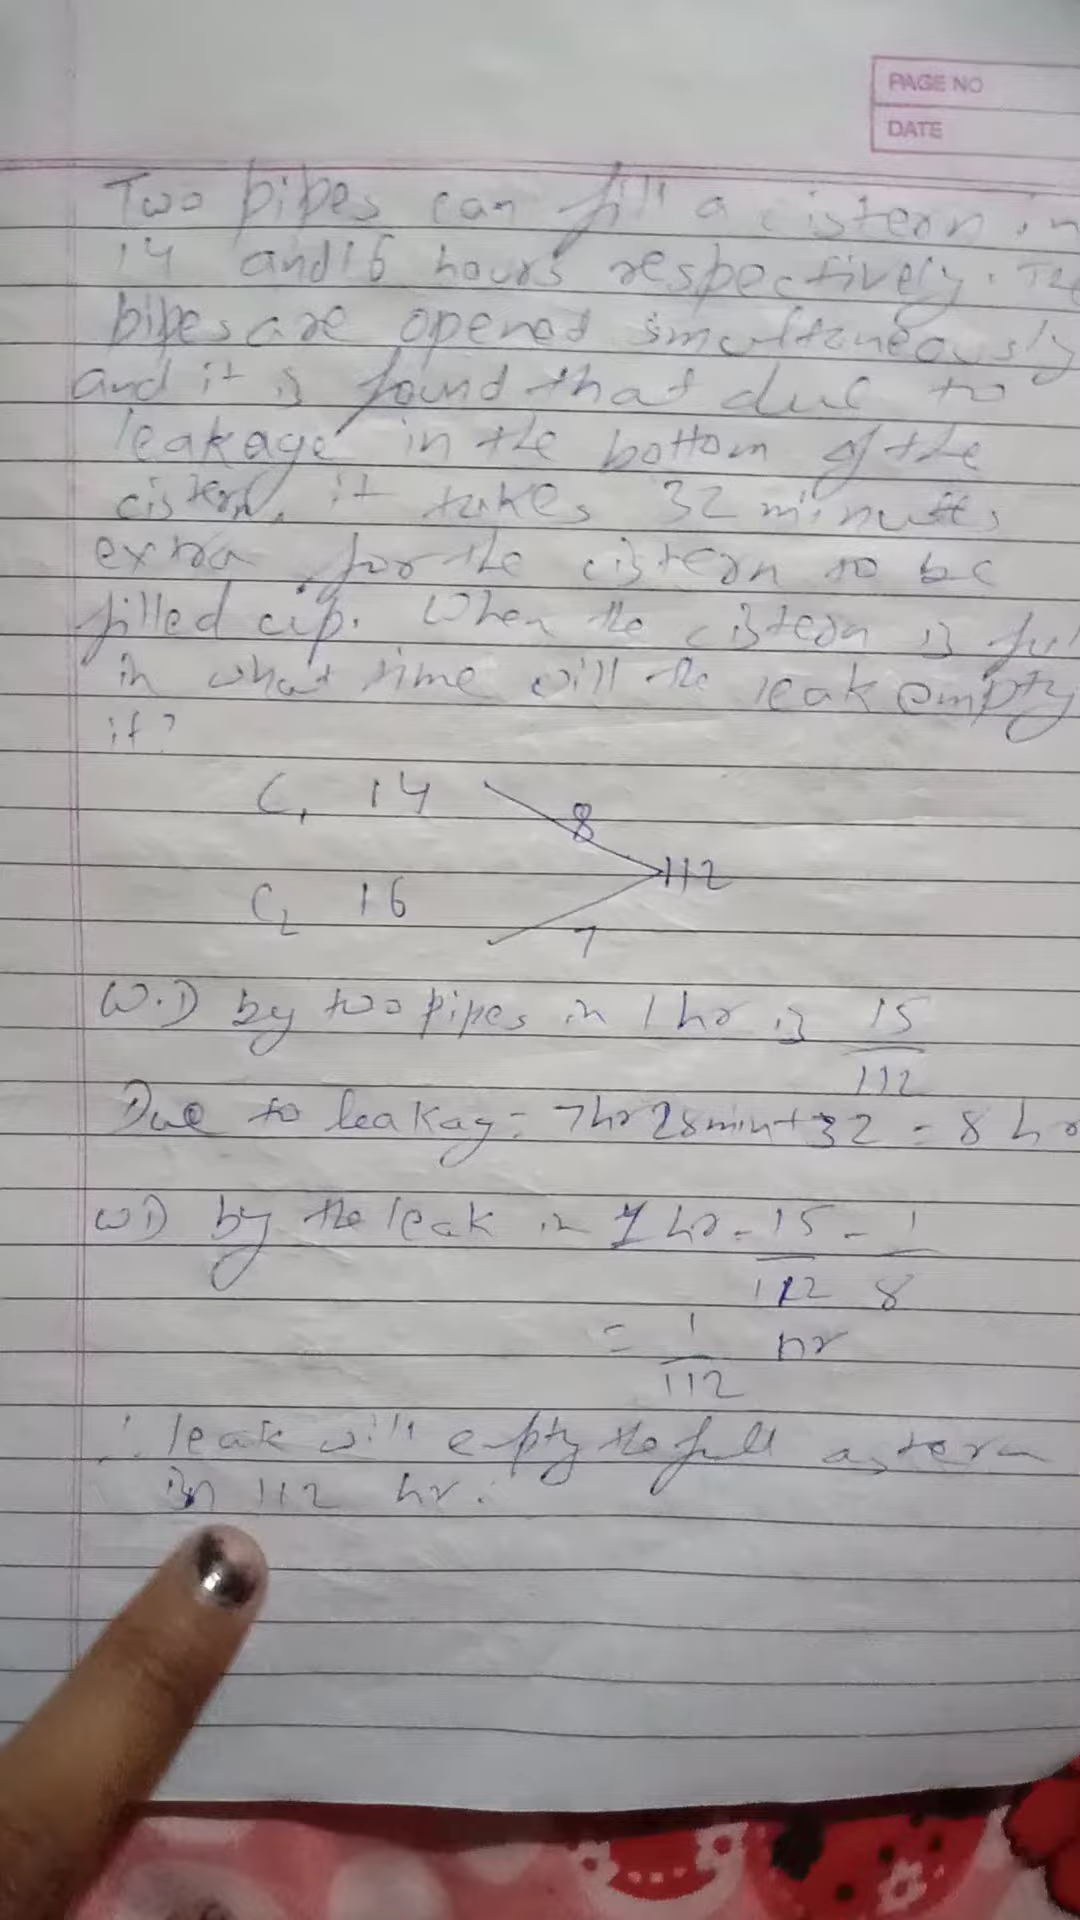 PAGE NO
DATE
Two pipes can fill a cistern in
14 and 16 hours respectively. The
pipes are opened simultaneously
and it is found that due to
leakage in the bottom of the
cistern, it takes 32 minutes
extra for the cistern to be
filled up. When the cistern is full
in what time will the leak empty
it?
C1 14
8
112
C2 16
7
W.D by two pipes in 1 hr is 15/112
Due to leakag = 7hr 28min + 32 = 8 hr
WD by the leak in 1 hr = 15/112 - 1/8
= 1/112 hr
∴ leak will empty the full cistern
in 112 hr.